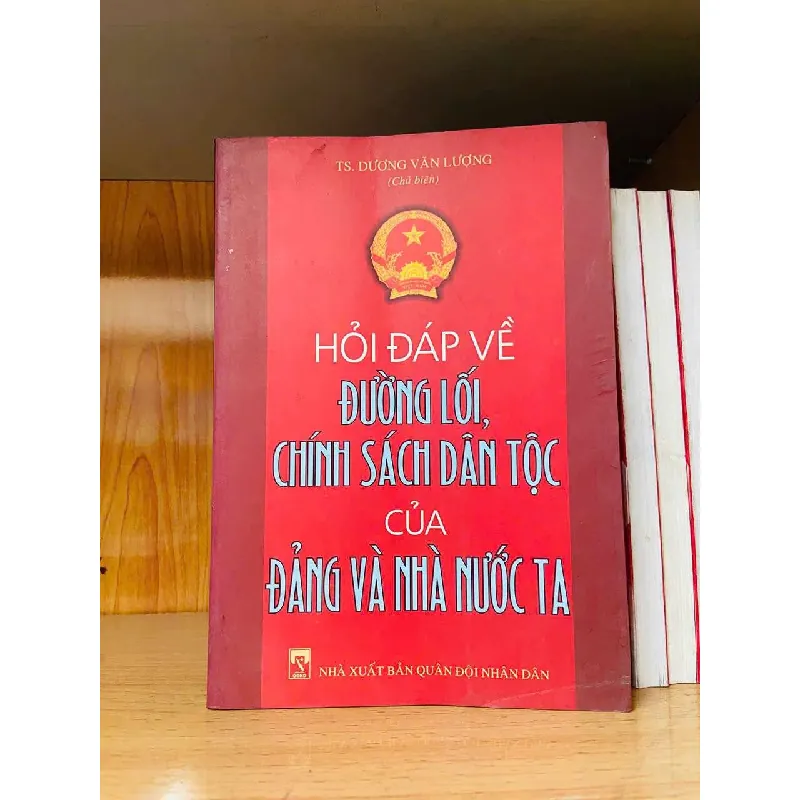 TS. DƯƠNG VĂN LƯỢNG
(Chủ biên)
HỎI ĐÁP VỀ
ĐƯỜNG LỐI,
CHÍNH SÁCH DÂN TỘC
CỦA
ĐẢNG VÀ NHÀ NƯỚC TA
NHÀ XUẤT BẢN QUÂN ĐỘI NHÂN DÂN